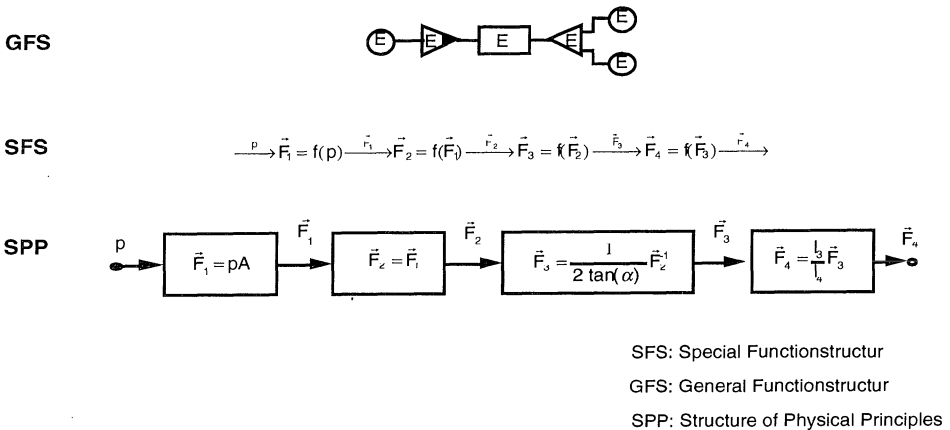 GFS
E E E E E E
SFS
p → F⃗1 = f(p) F⃗1 → F⃗2 = f(F⃗1) F⃗2 → F⃗3 = f(F⃗2) F⃗3 → F⃗4 = f(F⃗3) F⃗4 →
SPP
p F⃗1 F⃗2 F⃗3 F⃗4
F⃗1 = pA
F⃗2 = F⃗1
F⃗3 = 1 / 2 tan(α) F⃗2-1
F⃗4 = l3 / l4 F⃗3
SFS: Special Functionstructur
GFS: General Functionstructur
SPP: Structure of Physical Principles